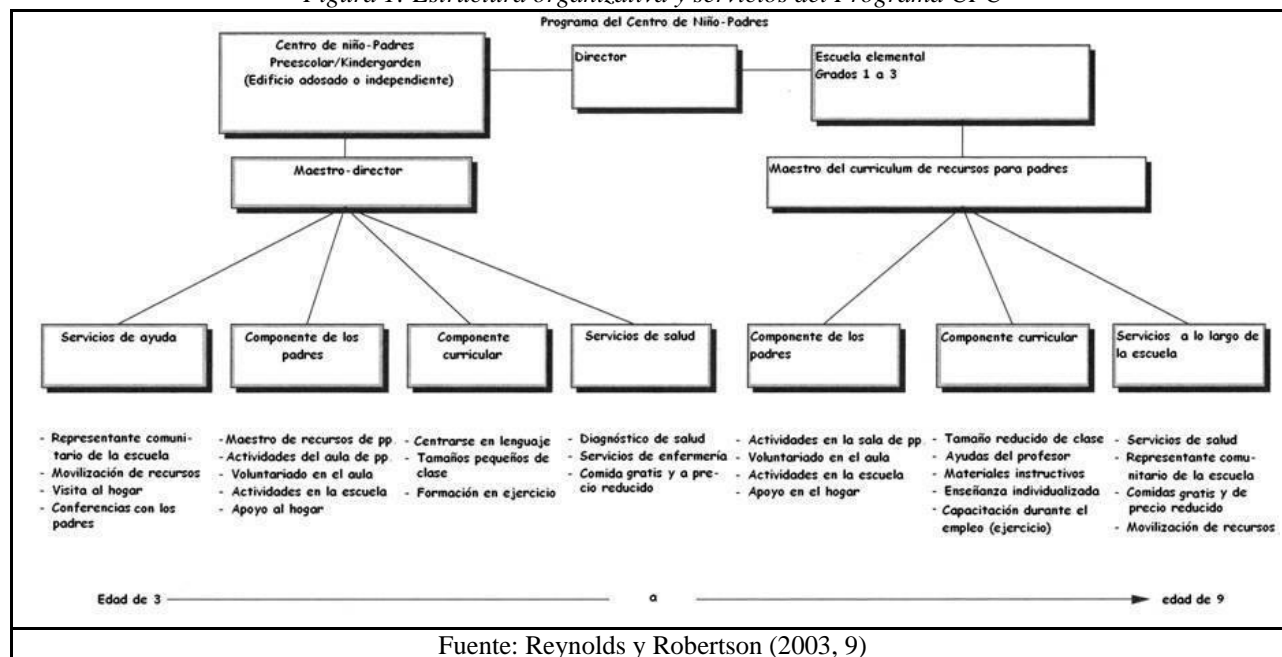 Figura 1: Estructura organizativa y servicios del Programa CPC
Programa del Centro de Niño-Padres
Centro de niño-Padres
Preescolar/Kindergarden
(Edificio adosado o independiente)
Director
Escuela elemental
Grados 1 a 3
Maestro-director
Maestro del curriculum de recursos para padres
Servicios de ayuda
Componente de los
padres
Componente
curricular
Servicios de salud
Componente de los
padres
Componente curricular
Servicios a lo largo de
la escuela
- Representante comuni-
tario de la escuela
- Movilización de recursos
- Visita al hogar
- Conferencias con los
padres
- Maestro de recursos de pp.
- Actividades del aula de pp.
- Voluntariado en el aula
- Actividades en la escuela
- Apoyo al hogar
- Centrarse en lenguaje
- Tamaños pequeños de
clase
- Formación en ejercicio
- Diagnóstico de salud
- Servicios de enfermería
- Comida gratis y a pre-
cio reducido
- Actividades en la sala de pp.
- Voluntariado en el aula
- Actividades en la escuela
- Apoyo en el hogar
- Tamaño reducido de clase
- Ayudas del profesor
- Materiales instructivos
- Enseñanza individualizada
- Capacitación durante el
empleo (ejercicio)
- Servicios de salud
- Representante comu-
nitario de la escuela
- Comidas gratis y de
precio reducido
- Movilización de recursos
Edad de 3
a
edad de 9
Fuente: Reynolds y Robertson (2003, 9)